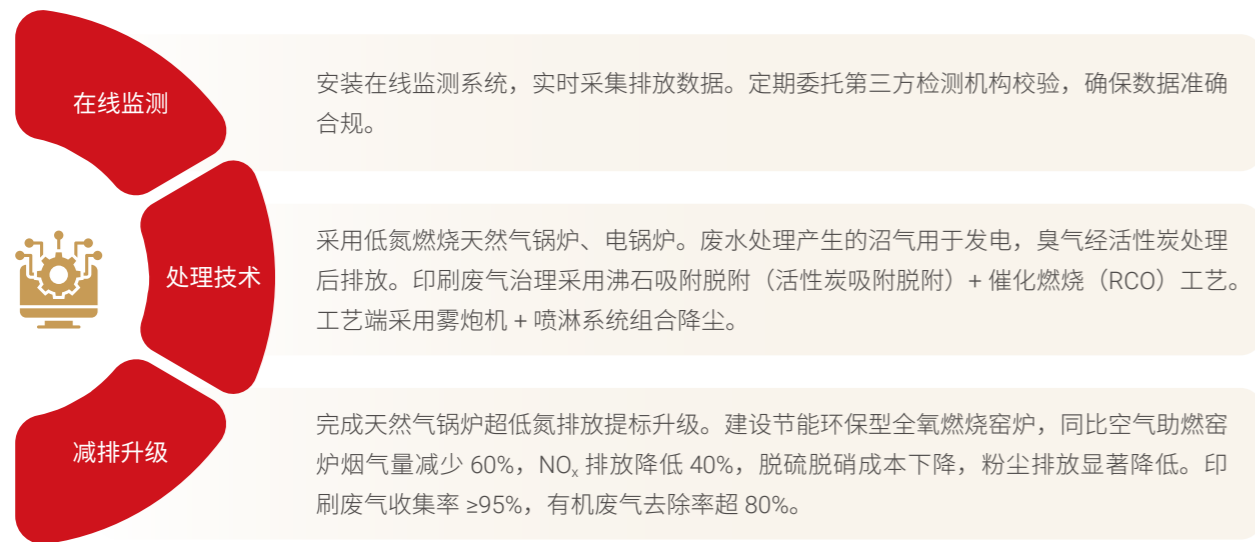 在线监测
安装在线监测系统，实时采集排放数据。定期委托第三方检测机构校验，确保数据准确
合规。
处理技术
采用低氮燃烧天然气锅炉、电锅炉。废水处理产生的沼气用于发电，臭气经活性炭处理
后排放。印刷废气治理采用沸石吸附脱附（活性炭吸附脱附）+ 催化燃烧（RCO）工艺。
工艺端采用雾炮机 + 喷淋系统组合降尘。
减排升级
完成天然气锅炉超低氮排放提标升级。建设节能环保型全氧燃烧窑炉，同比空气助燃窑
炉烟气量减少 60%，NOₓ 排放降低 40%，脱硫脱硝成本下降，粉尘排放显著降低。印
刷废气收集率 ≥95%，有机废气去除率超 80%。